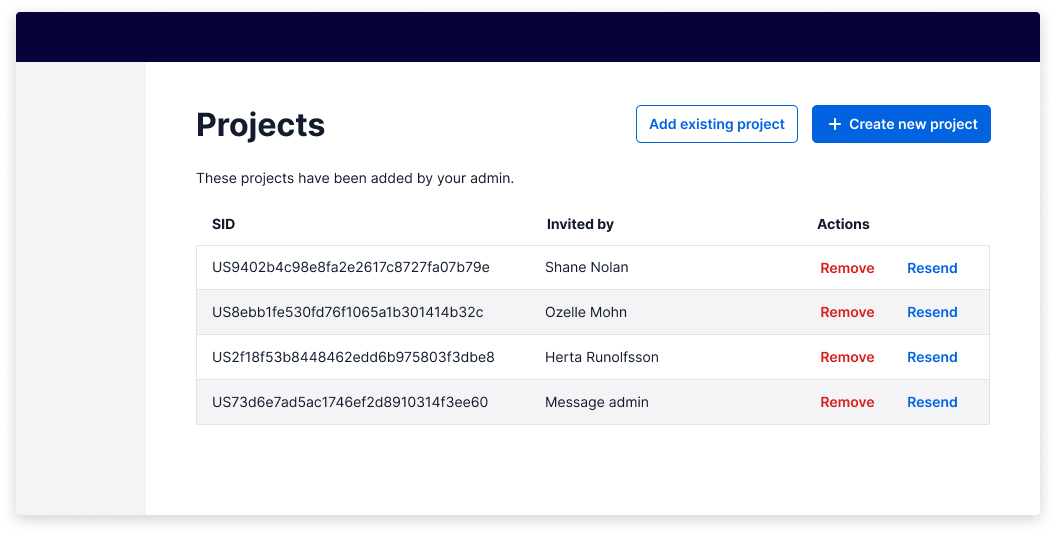 Projects
Add existing project
+ Create new project
These projects have been added by your admin.
SID Invited by Actions
US9402b4c98e8fa2e2617c8727fa07b79e Shane Nolan Remove Resend
US8ebb1fe530fd76f1065a1b301414b32c Ozelle Mohn Remove Resend
US2f18f53b8448462edd6b975803f3dbe8 Herta Runolfsson Remove Resend
US73d6e7ad5ac1746ef2d8910314f3ee60 Message admin Remove Resend